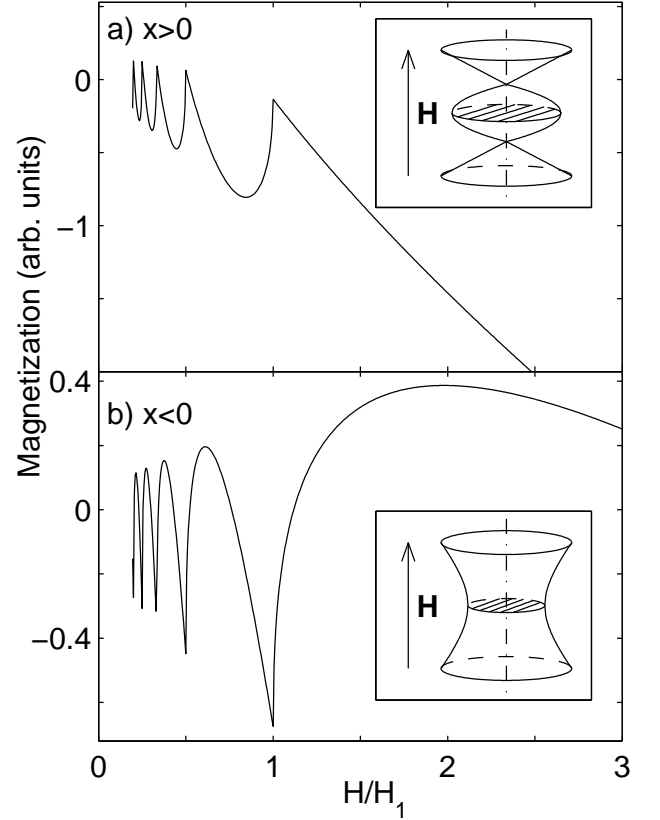 a) x>0
0
−1
H
Magnetization (arb. units)
0.4
b) x<0
0
−0.4
H
0
1
2
3
H/H₁